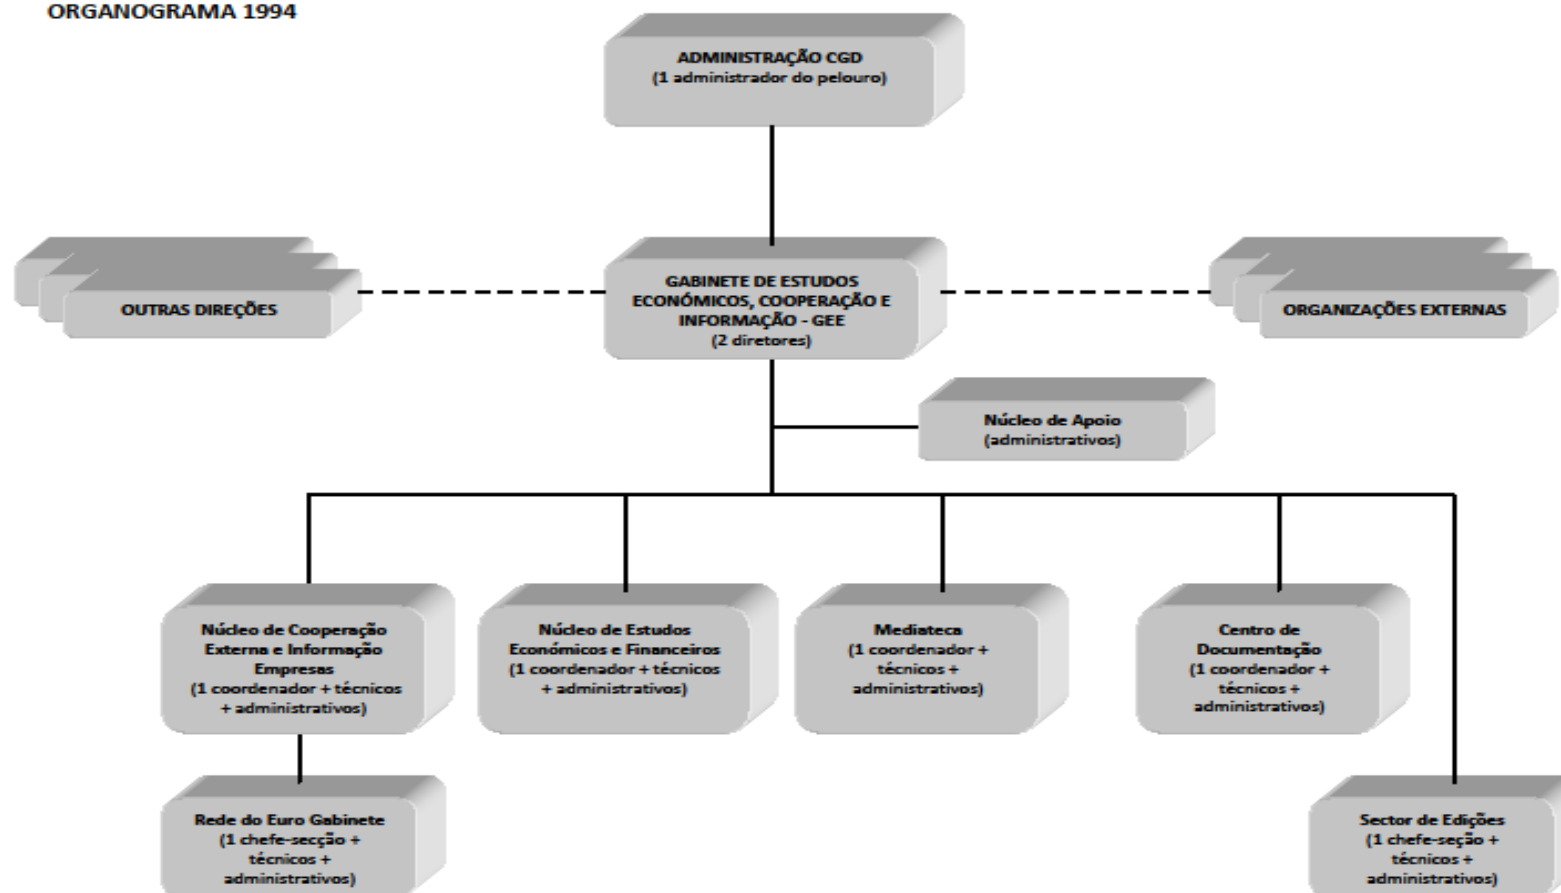 ORGANOGRAMA 1994
ADMINISTRAÇÃO CGD
(1 administrador do pelouro)
OUTRAS DIREÇÕES
GABINETE DE ESTUDOS
ECONÓMICOS, COOPERAÇÃO E
INFORMAÇÃO - GEE
(2 diretores)
ORGANIZAÇÕES EXTERNAS
Núcleo de Apoio
(administrativos)
Núcleo de Cooperação
Externa e Informação
Empresas
(1 coordenador + técnicos
+ administrativos)
Núcleo de Estudos
Económicos e Financeiros
(1 coordenador + técnicos
+ administrativos)
Mediateca
(1 coordenador +
técnicos +
administrativos)
Centro de
Documentação
(1 coordenador +
técnicos +
administrativos)
Rede do Euro Gabinete
(1 chefe-secção +
técnicos +
administrativos)
Sector de Edições
(1 chefe-seção +
técnicos +
administrativos)